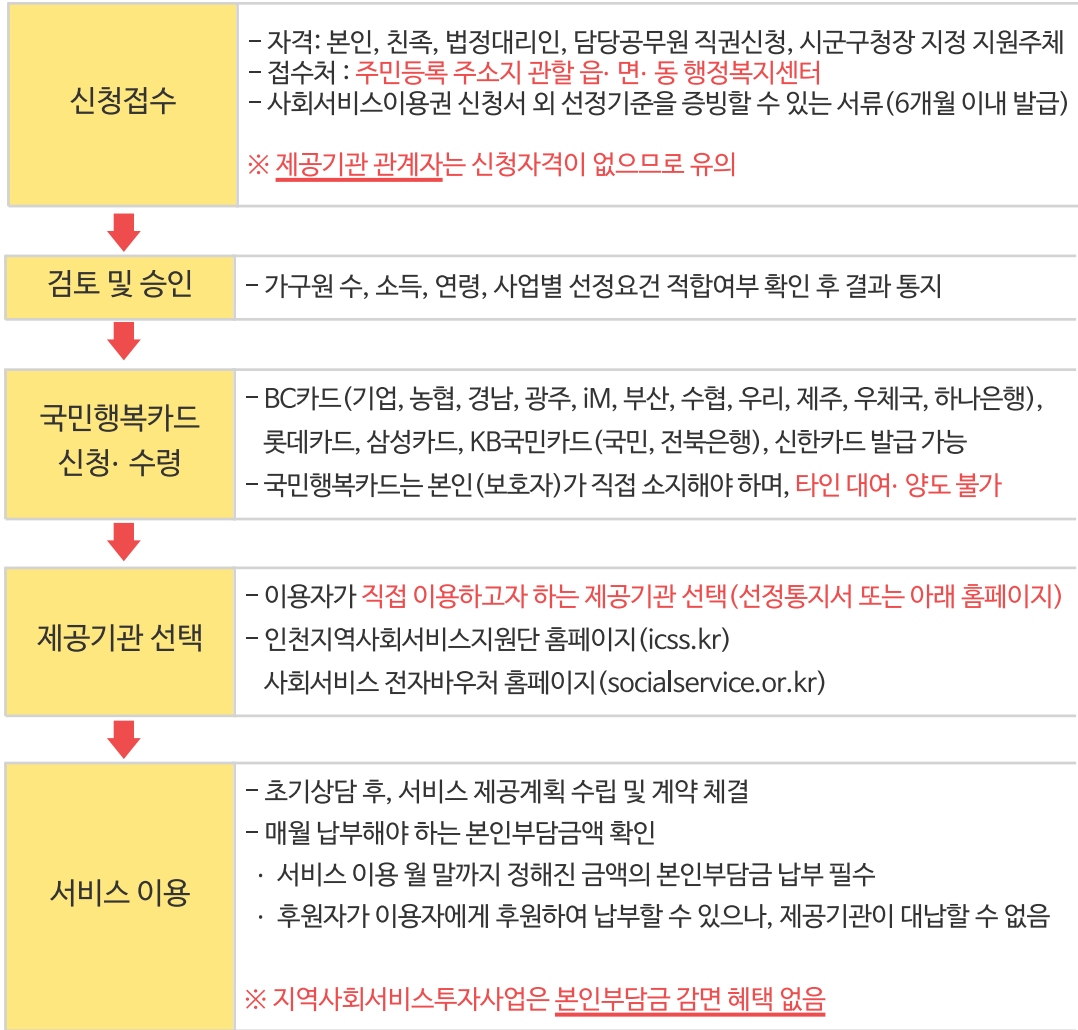 신청접수
- 자격: 본인, 친족, 법정대리인, 담당공무원 직권신청, 시군구청장 지정 지원주체
- 접수처 : 주민등록 주소지 관할 읍· 면· 동 행정복지센터
- 사회서비스이용권 신청서 외 선정기준을 증빙할 수 있는 서류(6개월 이내 발급)
※ 제공기관 관계자는 신청자격이 없으므로 유의
검토 및 승인
- 가구원 수, 소득, 연령, 사업별 선정요건 적합여부 확인 후 결과 통지
국민행복카드
신청· 수령
- BC카드(기업, 농협, 경남, 광주, iM, 부산, 수협, 우리, 제주, 우체국, 하나은행),
롯데카드, 삼성카드, KB국민카드(국민, 전북은행), 신한카드 발급 가능
- 국민행복카드는 본인(보호자)가 직접 소지해야 하며, 타인 대여· 양도 불가
제공기관 선택
- 이용자가 직접 이용하고자 하는 제공기관 선택(선정통지서 또는 아래 홈페이지)
- 인천지역사회서비스지원단 홈페이지(icss.kr)
사회서비스 전자바우처 홈페이지(socialservice.or.kr)
서비스 이용
- 초기상담 후, 서비스 제공계획 수립 및 계약 체결
- 매월 납부해야 하는 본인부담금액 확인
· 서비스 이용 월 말까지 정해진 금액의 본인부담금 납부 필수
· 후원자가 이용자에게 후원하여 납부할 수 있으나, 제공기관이 대납할 수 없음
※ 지역사회서비스투자사업은 본인부담금 감면 혜택 없음